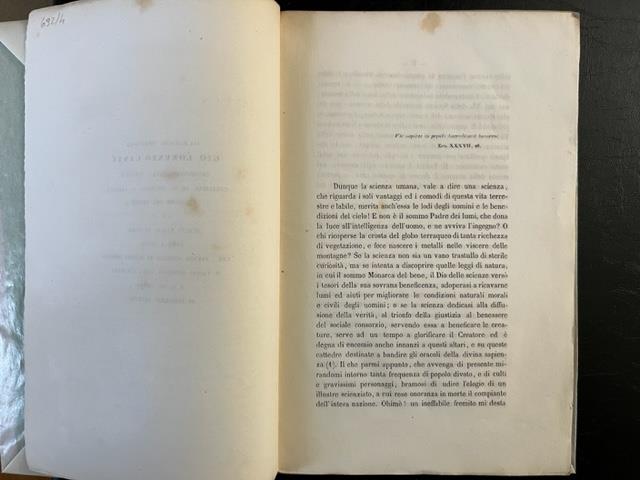 692/4
Vir sapiens in populo haereditabit honorem.
Ecc. XXXVII, 26.
Dunque la scienza umana, vale a dire una scienza,
che riguarda i soli vantaggi ed i comodi di questa vita terre-
stre e labile, merita anch'essa le lodi degli uomini e le bene-
dizioni del cielo! E non è il sommo Padre dei lumi, che dona
la luce all'intelligenza dell'uomo, e ne avviva l'ingegno? O
chi ricoperse la crosta del globo terraqueo di tanta ricchezza
di vegetazione, e fece nascere i metalli nelle viscere delle
montagne? Se la scienza non sia un vano trastullo di sterile
curiosità, ma se intenta a discoprire quelle leggi di natura,
in cui il sommo Monarca del bene, il Dio delle scienze versò
i tesori della sua sovrana beneficenza, adoperasi a ricavarne
lumi ed aiuti per migliorare le condizioni naturali morali
e civili degli uomini; o se la scienza dedicasi alla diffu-
sione della verità, al trionfo della giustizia al benessere
del sociale consorzio, servendo essa a beneficare le crea-
ture, serve ad un tempo a glorificare il Creatore ed è
degna di encomio anche innanzi a questi altari, e su queste
cattedre destinate a bandire gli oracoli della divina sapien-
za (1). Il che parmi appunto, che avvenga di presente mi-
randomi intorno tanta frequenza di popolo divoto, e di culti
e gravissimi personaggi, bramosi di udire l'elogio di un
illustre scienziato, a cui rese onoranza in morte il compianto
dell'intera nazione. Ohimè! un ineffabile fremito mi desta